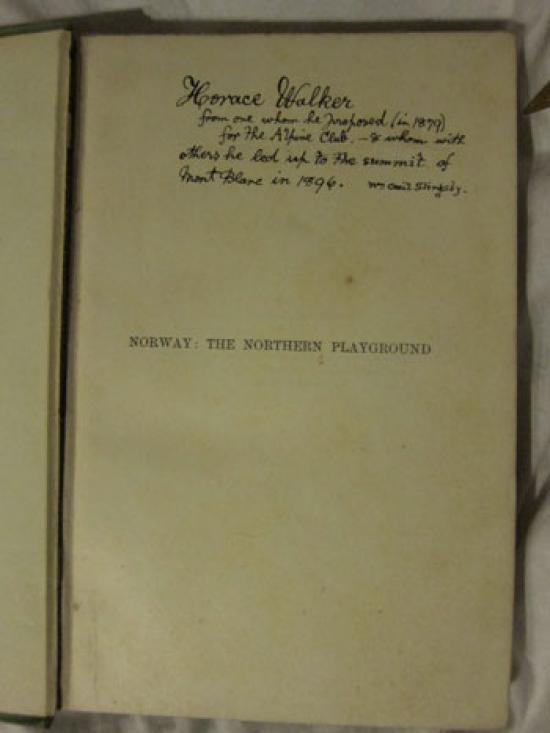 Horace Walker
from one whom he proposed (in 1879)
for the Alpine Club. — & whom with
others he led up to the summit of
Mont Blanc in 1896. Wm Cecil Slingsby.
NORWAY: THE NORTHERN PLAYGROUND